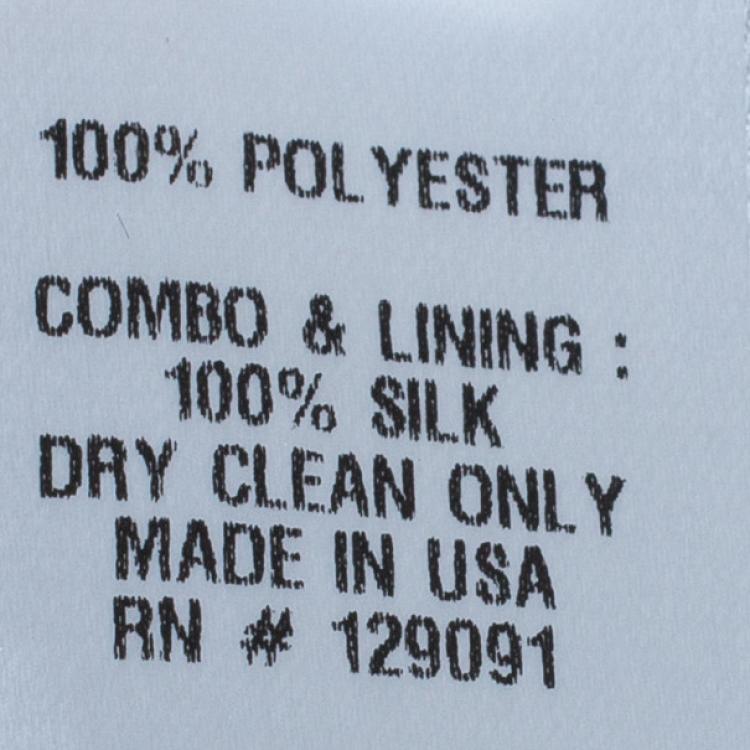 100% POLYESTER
COMBO & LINING :
100% SILK
DRY CLEAN ONLY
MADE IN USA
RN # 129091